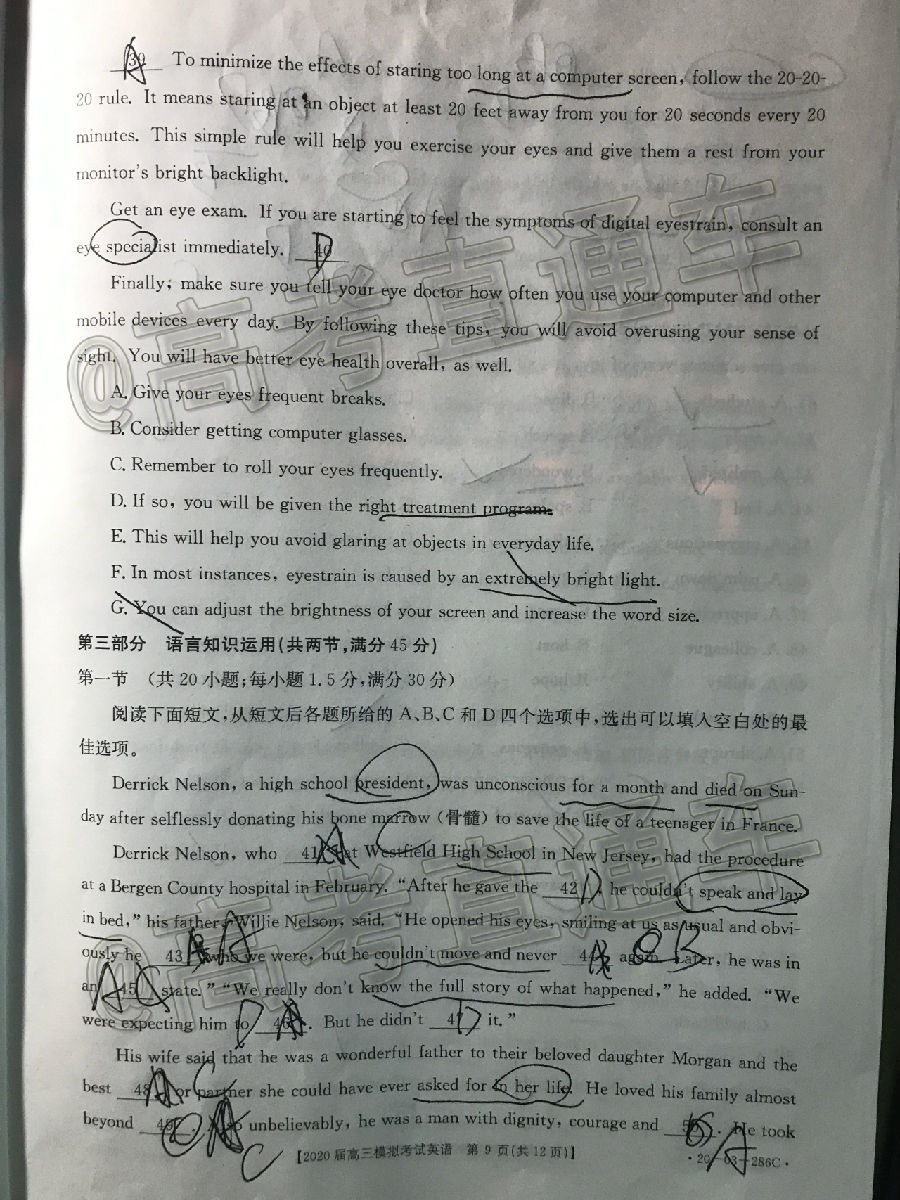 39 To minimize the effects of staring too long at a computer screen, follow the 20-20-
20 rule. It means staring at an object at least 20 feet away from you for 20 seconds every 20
minutes. This simple rule will help you exercise your eyes and give them a rest from your
monitor's bright backlight.
Get an eye exam. If you are starting to feel the symptoms of digital eyestrain, consult an
eye specialist immediately. 40 D
Finally, make sure you tell your eye doctor how often you use your computer and other
mobile devices every day. By following these tips, you will avoid overusing your sense of
sight. You will have better eye health overall, as well.
A. Give your eyes frequent breaks.
B. Consider getting computer glasses.
C. Remember to roll your eyes frequently.
D. If so, you will be given the right treatment program.
E. This will help you avoid glaring at objects in everyday life.
F. In most instances, eyestrain is caused by an extremely bright light.
G. You can adjust the brightness of your screen and increase the word size.
第三部分 语言知识运用(共两节,满分45分)
第一节 (共20小题;每小题1.5分,满分30分)
阅读下面短文,从短文后各题所给的A、B、C和D四个选项中,选出可以填入空白处的最
佳选项。
Derrick Nelson, a high school president, was unconscious for a month and died on Sun-
day after selflessly donating his bone marrow (骨髓) to save the life of a teenager in France.
Derrick Nelson, who 41 A at Westfield High School in New Jersey, had the procedure
at a Bergen County hospital in February. "After he gave the 42 D, he couldn't speak and lay
in bed," his father, Willie Nelson, said. "He opened his eyes, smiling at us as usual and obvi-
ously he 43 A who we were, but he couldn't move and never 44 B again. Later, he was in
an 45 C state." "We really don't know the full story of what happened," he added. "We
were expecting him to 46 D. But he didn't 47 D it."
His wife said that he was a wonderful father to their beloved daughter Morgan and the
best 48 C or partner she could have ever asked for in her life. He loved his family almost
beyond 49 C. unbelievably, he was a man with dignity, courage and A. He took
【2020届高三模拟考试英语 第9页(共12页)】
·20-03-286C·
@高考直通车
@高考直通车